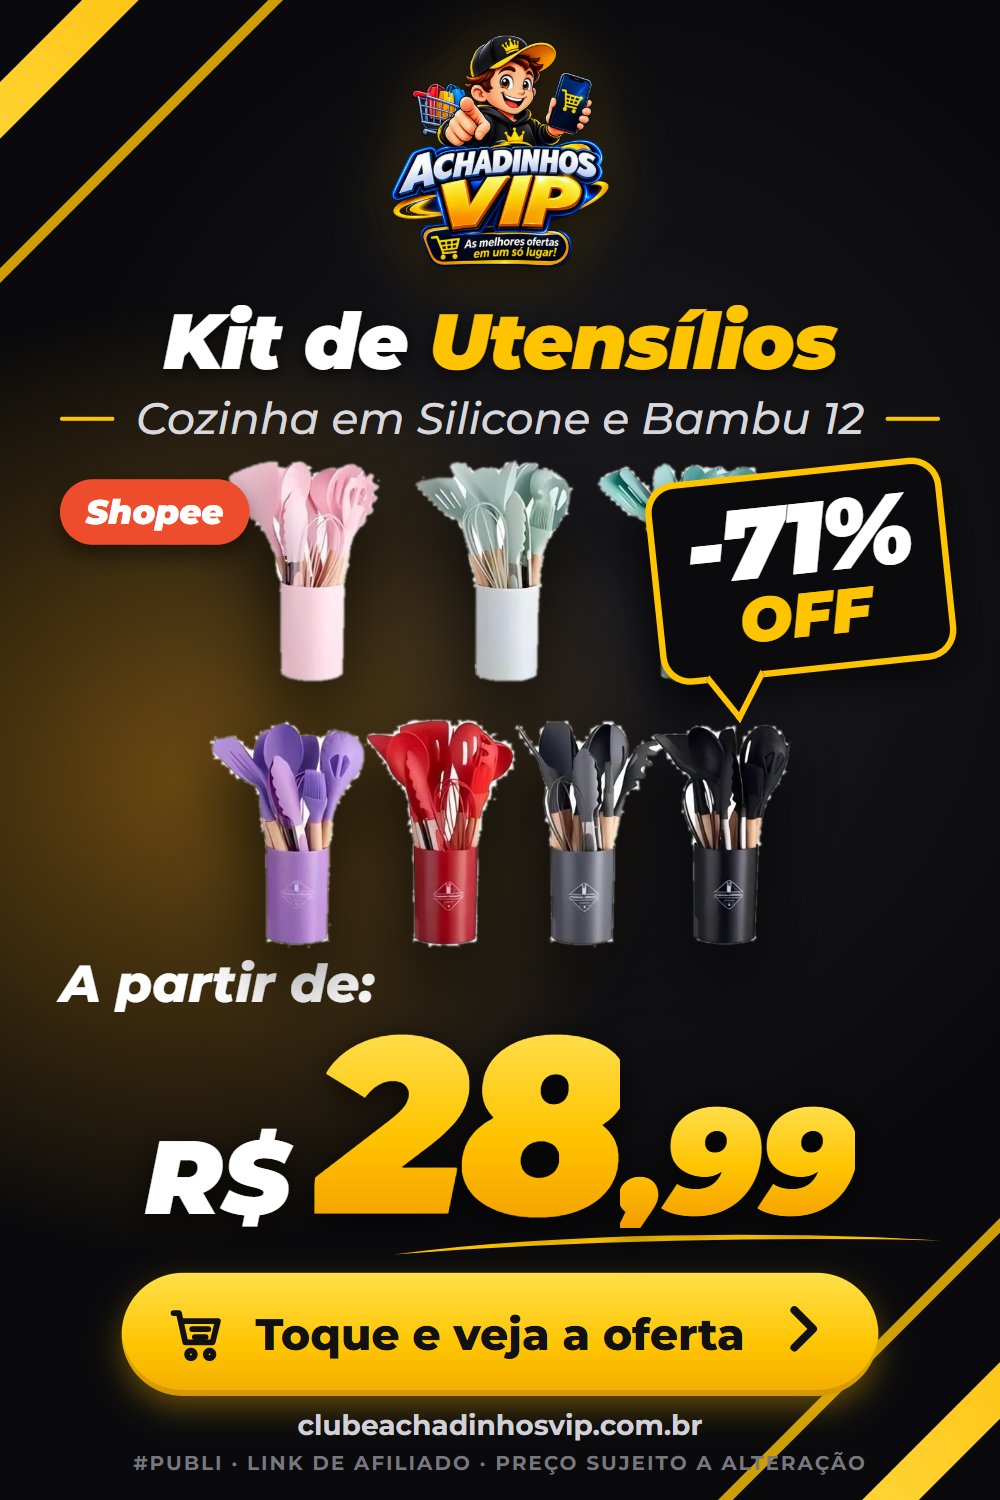 ACHADINHOS
VIP
As melhores ofertas
em um só lugar!
Kit de Utensílios
Cozinha em Silicone e Bambu 12
Shopee
-71%
OFF
A partir de:
R$ 28,99
Toque e veja a oferta
clubeachadinhosvip.com.br
#PUBLI · LINK DE AFILIADO · PREÇO SUJEITO A ALTERAÇÃO